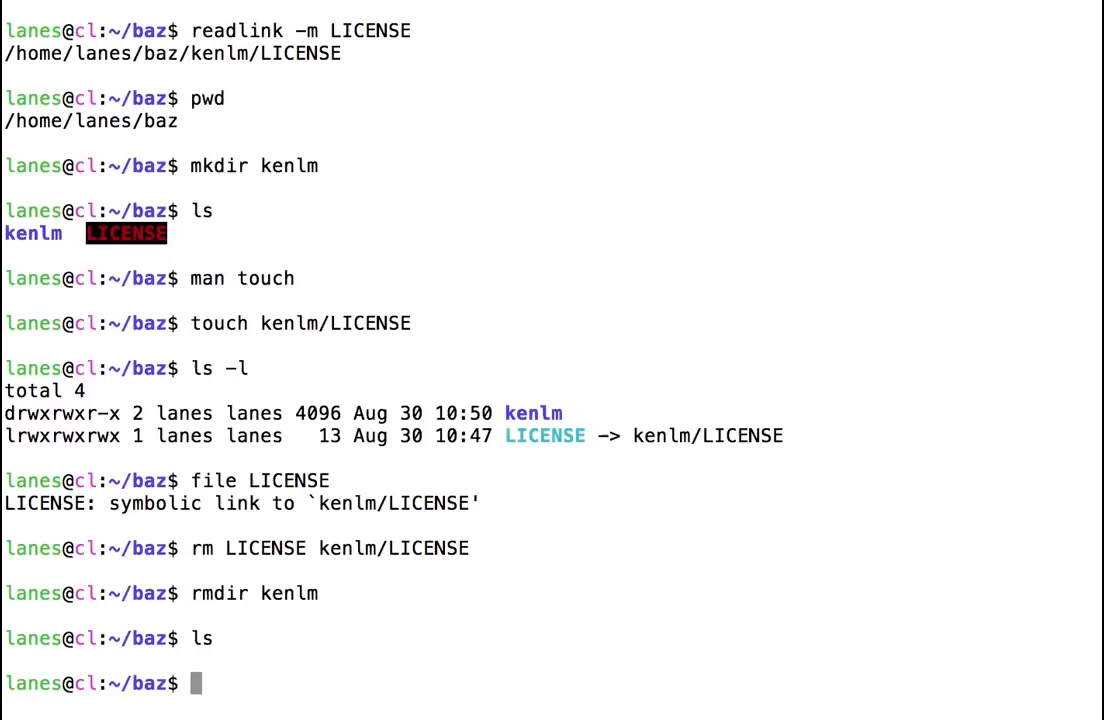 lanes@cl:~/baz$ readlink -m LICENSE
/home/lanes/baz/kenlm/LICENSE
lanes@cl:~/baz$ pwd
/home/lanes/baz
lanes@cl:~/baz$ mkdir kenlm
lanes@cl:~/baz$ ls
kenlm  LICENSE
lanes@cl:~/baz$ man touch
lanes@cl:~/baz$ touch kenlm/LICENSE
lanes@cl:~/baz$ ls -l
total 4
drwxrwxr-x 2 lanes lanes 4096 Aug 30 10:50 kenlm
lrwxrwxrwx 1 lanes lanes   13 Aug 30 10:47 LICENSE -> kenlm/LICENSE
lanes@cl:~/baz$ file LICENSE
LICENSE: symbolic link to `kenlm/LICENSE'
lanes@cl:~/baz$ rm LICENSE kenlm/LICENSE
lanes@cl:~/baz$ rmdir kenlm
lanes@cl:~/baz$ ls
lanes@cl:~/baz$